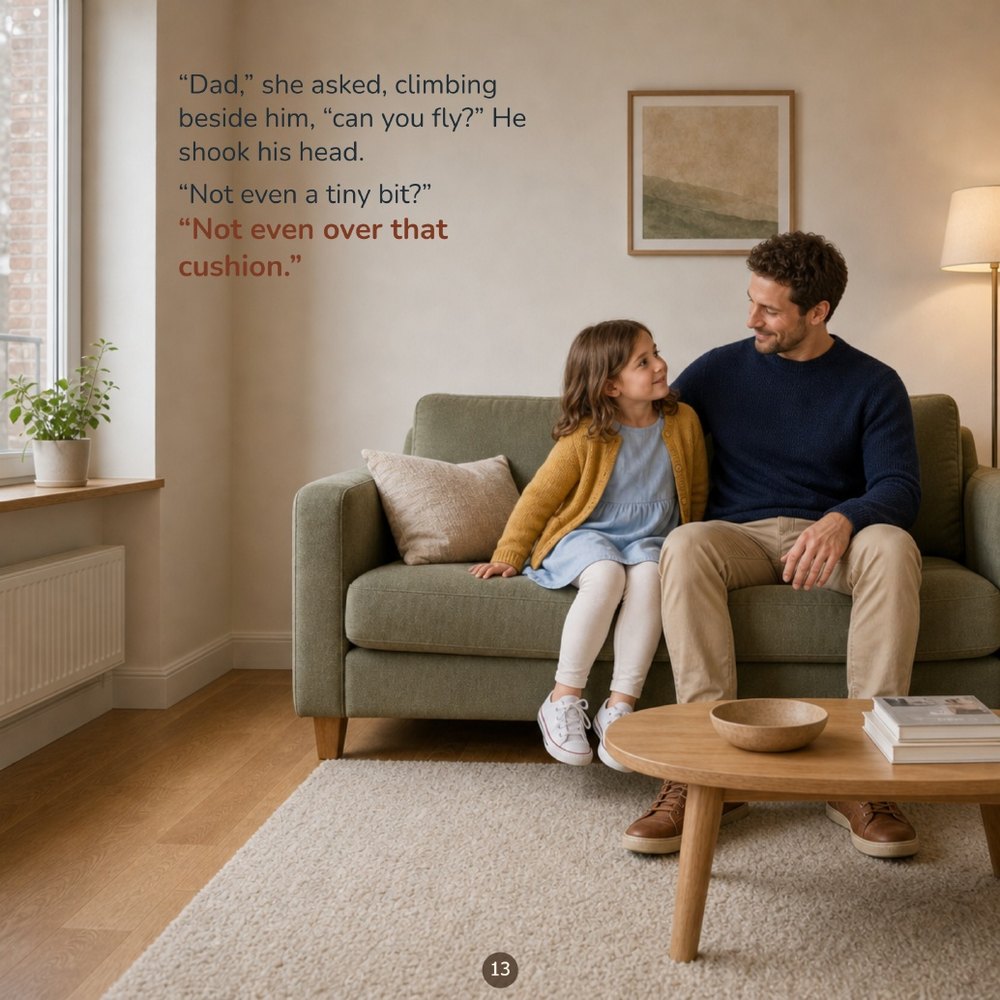 “Dad,” she asked, climbing
beside him, “can you fly?” He
shook his head.
“Not even a tiny bit?”
“Not even over that
cushion.”
13